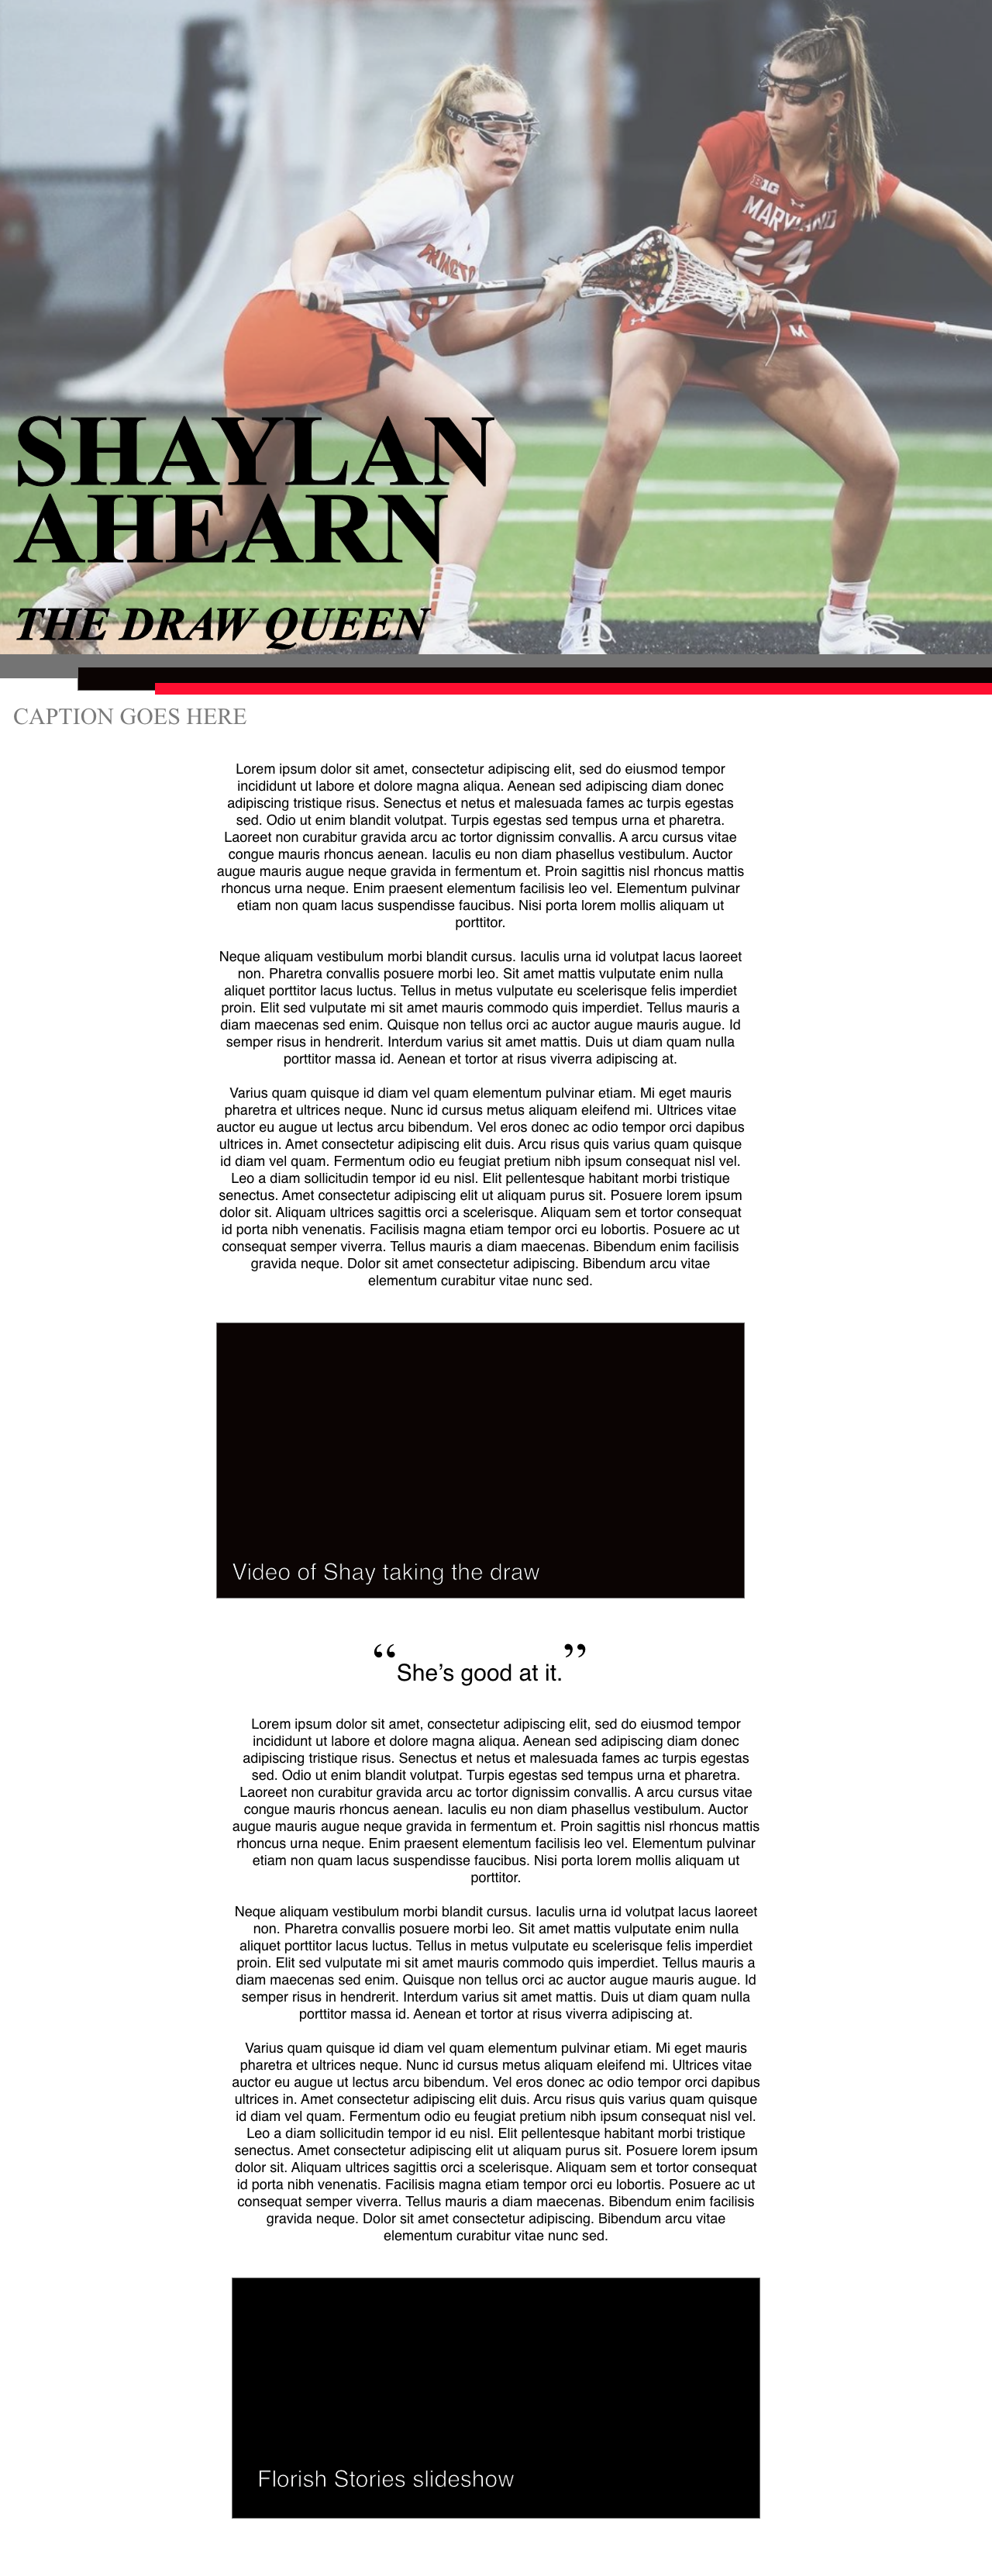 BIG
MARYLAND
24
M
SHAYLAN
AHEARN
THE DRAW QUEEN
CAPTION GOES HERE
Lorem ipsum dolor sit amet, consectetur adipiscing elit, sed do eiusmod tempor
incididunt ut labore et dolore magna aliqua. Aenean sed adipiscing diam donec
adipiscing tristique risus. Senectus et netus et malesuada fames ac turpis egestas
sed. Odio ut enim blandit volutpat. Turpis egestas sed tempus urna et pharetra.
Laoreet non curabitur gravida arcu ac tortor dignissim convallis. A arcu cursus vitae
congue mauris rhoncus aenean. Iaculis eu non diam phasellus vestibulum. Auctor
augue mauris augue neque gravida in fermentum et. Proin sagittis nisl rhoncus mattis
rhoncus urna neque. Enim praesent elementum facilisis leo vel. Elementum pulvinar
etiam non quam lacus suspendisse faucibus. Nisi porta lorem mollis aliquam ut
porttitor.
Neque aliquam vestibulum morbi blandit cursus. Iaculis urna id volutpat lacus laoreet
non. Pharetra convallis posuere morbi leo. Sit amet mattis vulputate enim nulla
aliquet porttitor lacus luctus. Tellus in metus vulputate eu scelerisque felis imperdiet
proin. Elit sed vulputate mi sit amet mauris commodo quis imperdiet. Tellus mauris a
diam maecenas sed enim. Quisque non tellus orci ac auctor augue mauris augue. Id
semper risus in hendrerit. Interdum varius sit amet mattis. Duis ut diam quam nulla
porttitor massa id. Aenean et tortor at risus viverra adipiscing at.
Varius quam quisque id diam vel quam elementum pulvinar etiam. Mi eget mauris
pharetra et ultrices neque. Nunc id cursus metus aliquam eleifend mi. Ultrices vitae
auctor eu augue ut lectus arcu bibendum. Vel eros donec ac odio tempor orci dapibus
ultrices in. Amet consectetur adipiscing elit duis. Arcu risus quis varius quam quisque
id diam vel quam. Fermentum odio eu feugiat pretium nibh ipsum consequat nisl vel.
Leo a diam sollicitudin tempor id eu nisl. Elit pellentesque habitant morbi tristique
senectus. Amet consectetur adipiscing elit ut aliquam purus sit. Posuere lorem ipsum
dolor sit. Aliquam ultrices sagittis orci a scelerisque. Aliquam sem et tortor consequat
id porta nibh venenatis. Facilisis magna etiam tempor orci eu lobortis. Posuere ac ut
consequat semper viverra. Tellus mauris a diam maecenas. Bibendum enim facilisis
gravida neque. Dolor sit amet consectetur adipiscing. Bibendum arcu vitae
elementum curabitur vitae nunc sed.
Video of Shay taking the draw
“She’s good at it.”
Lorem ipsum dolor sit amet, consectetur adipiscing elit, sed do eiusmod tempor
incididunt ut labore et dolore magna aliqua. Aenean sed adipiscing diam donec
adipiscing tristique risus. Senectus et netus et malesuada fames ac turpis egestas
sed. Odio ut enim blandit volutpat. Turpis egestas sed tempus urna et pharetra.
Laoreet non curabitur gravida arcu ac tortor dignissim convallis. A arcu cursus vitae
congue mauris rhoncus aenean. Iaculis eu non diam phasellus vestibulum. Auctor
augue mauris augue neque gravida in fermentum et. Proin sagittis nisl rhoncus mattis
rhoncus urna neque. Enim praesent elementum facilisis leo vel. Elementum pulvinar
etiam non quam lacus suspendisse faucibus. Nisi porta lorem mollis aliquam ut
porttitor.
Neque aliquam vestibulum morbi blandit cursus. Iaculis urna id volutpat lacus laoreet
non. Pharetra convallis posuere morbi leo. Sit amet mattis vulputate enim nulla
aliquet porttitor lacus luctus. Tellus in metus vulputate eu scelerisque felis imperdiet
proin. Elit sed vulputate mi sit amet mauris commodo quis imperdiet. Tellus mauris a
diam maecenas sed enim. Quisque non tellus orci ac auctor augue mauris augue. Id
semper risus in hendrerit. Interdum varius sit amet mattis. Duis ut diam quam nulla
porttitor massa id. Aenean et tortor at risus viverra adipiscing at.
Varius quam quisque id diam vel quam elementum pulvinar etiam. Mi eget mauris
pharetra et ultrices neque. Nunc id cursus metus aliquam eleifend mi. Ultrices vitae
auctor eu augue ut lectus arcu bibendum. Vel eros donec ac odio tempor orci dapibus
ultrices in. Amet consectetur adipiscing elit duis. Arcu risus quis varius quam quisque
id diam vel quam. Fermentum odio eu feugiat pretium nibh ipsum consequat nisl vel.
Leo a diam sollicitudin tempor id eu nisl. Elit pellentesque habitant morbi tristique
senectus. Amet consectetur adipiscing elit ut aliquam purus sit. Posuere lorem ipsum
dolor sit. Aliquam ultrices sagittis orci a scelerisque. Aliquam sem et tortor consequat
id porta nibh venenatis. Facilisis magna etiam tempor orci eu lobortis. Posuere ac ut
consequat semper viverra. Tellus mauris a diam maecenas. Bibendum enim facilisis
gravida neque. Dolor sit amet consectetur adipiscing. Bibendum arcu vitae
elementum curabitur vitae nunc sed.
Florish Stories slideshow